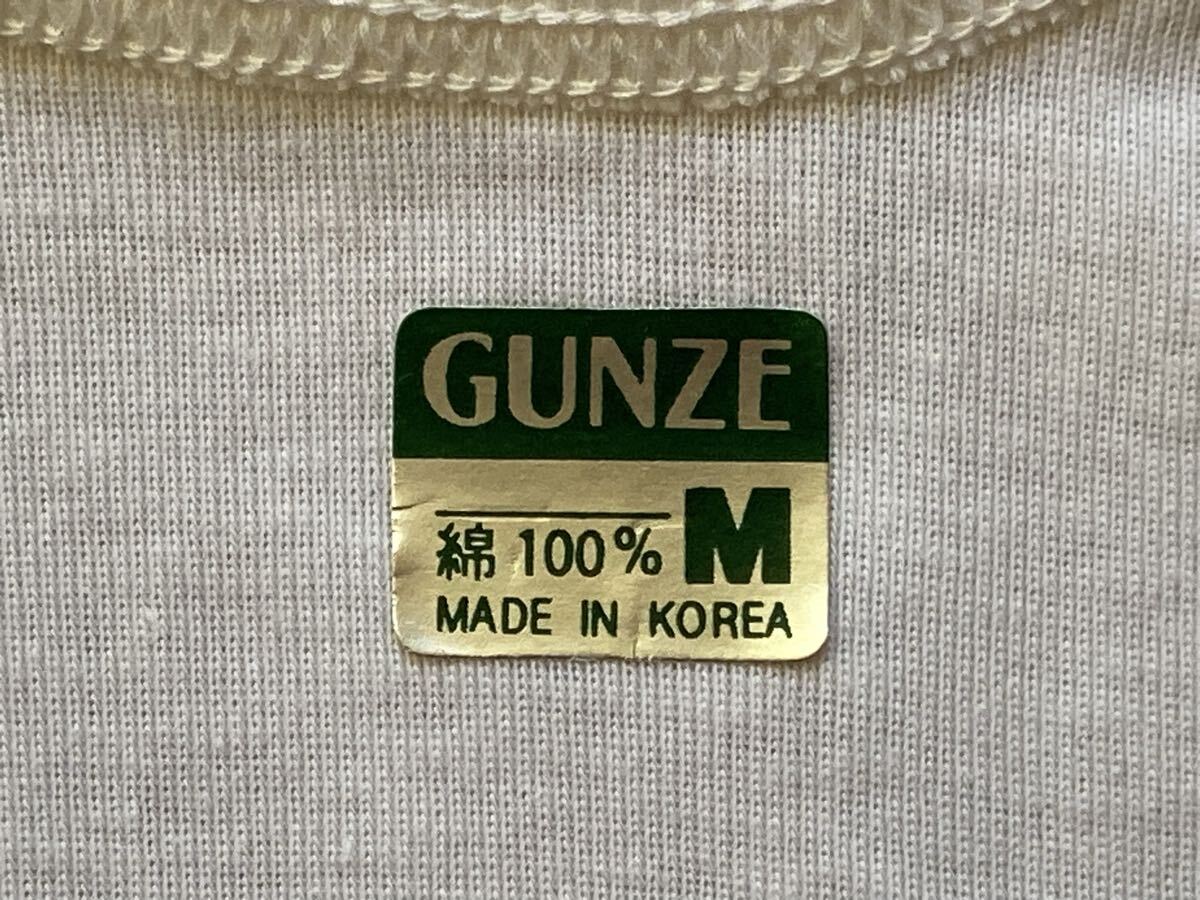 GUNZE
綿 100% M
MADE IN KOREA